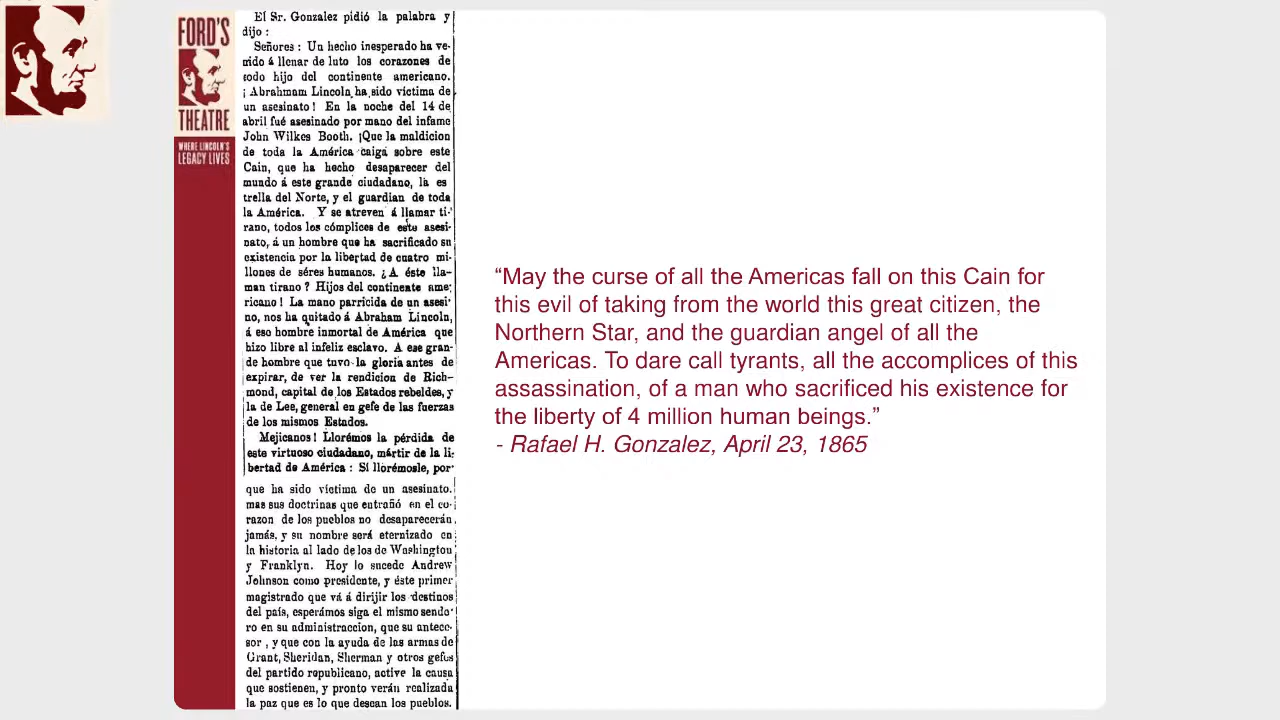 FORD'S
THEATRE
WHERE LINCOLN'S
LEGACY LIVES
El Sr. Gonzalez pidió la palabra y
dijo :
Señores : Un hecho inesperado ha ve-
nido á llenar de luto los corazones de
todo hijo del continente americano.
¡ Abrahmam Lincoln ha sido víctima de
un asesinato ! En la noche del 14 de
abril fué asesinado por mano del infame
John Wilkes Booth. ¡Que la maldicion
de toda la América caiga sobre este
Cain, que ha hecho desaparecer del
mundo á este grande ciudadano, la es
trella del Norte, y el guardian de toda
la América. Y se atreven á llamar ti-
rano, todos los cómplices de este asesi-
nato, á un hombre que ha sacrificado su
existencia por la libertad de cuatro mi-
llones de séres humanos. ¿ A éste lla-
man tirano ? Hijos del continente ame-
ricano ! La mano parricida de un asesi-
no, nos ha quitado á Abraham Lincoln,
á eso hombre inmortal de América que
hizo libre al infeliz esclavo. A ese gran-
de hombre que tuvo la gloria antes de
expirar, de ver la rendicion de Rich-
mond, capital de los Estados rebeldes, y
la de Lee, general en gefe de las fuerzas
de los mismos Estados.
Mejicanos ! Llorémos la pérdida de
este virtuoso ciudadano, mártir de la li-
bertad de América : Sí llorémosle, por-
que ha sido víctima de un asesinato.
mas sus doctrinas que entrañó en el co-
razon de los pueblos no desaparecerán
jamás, y su nombre será eternizado en
la historia al lado de los de Washington
y Franklyn. Hoy lo sucede Andrew
Johnson como presidente, y éste primer
magistrado que vá á dirijir los destinos
del país, esperámos siga el mismo sende-
ro en su administraccion, que su antece-
sor , y que con la ayuda de las armas de
Grant, Sheridan, Sherman y otros gefes
del partido republicano, active la causa
que sostienen, y pronto verán realizada
la paz que es lo que desean los pueblos.
“May the curse of all the Americas fall on this Cain for
this evil of taking from the world this great citizen, the
Northern Star, and the guardian angel of all the
Americas. To dare call tyrants, all the accomplices of this
assassination, of a man who sacrificed his existence for
the liberty of 4 million human beings.”
- Rafael H. Gonzalez, April 23, 1865